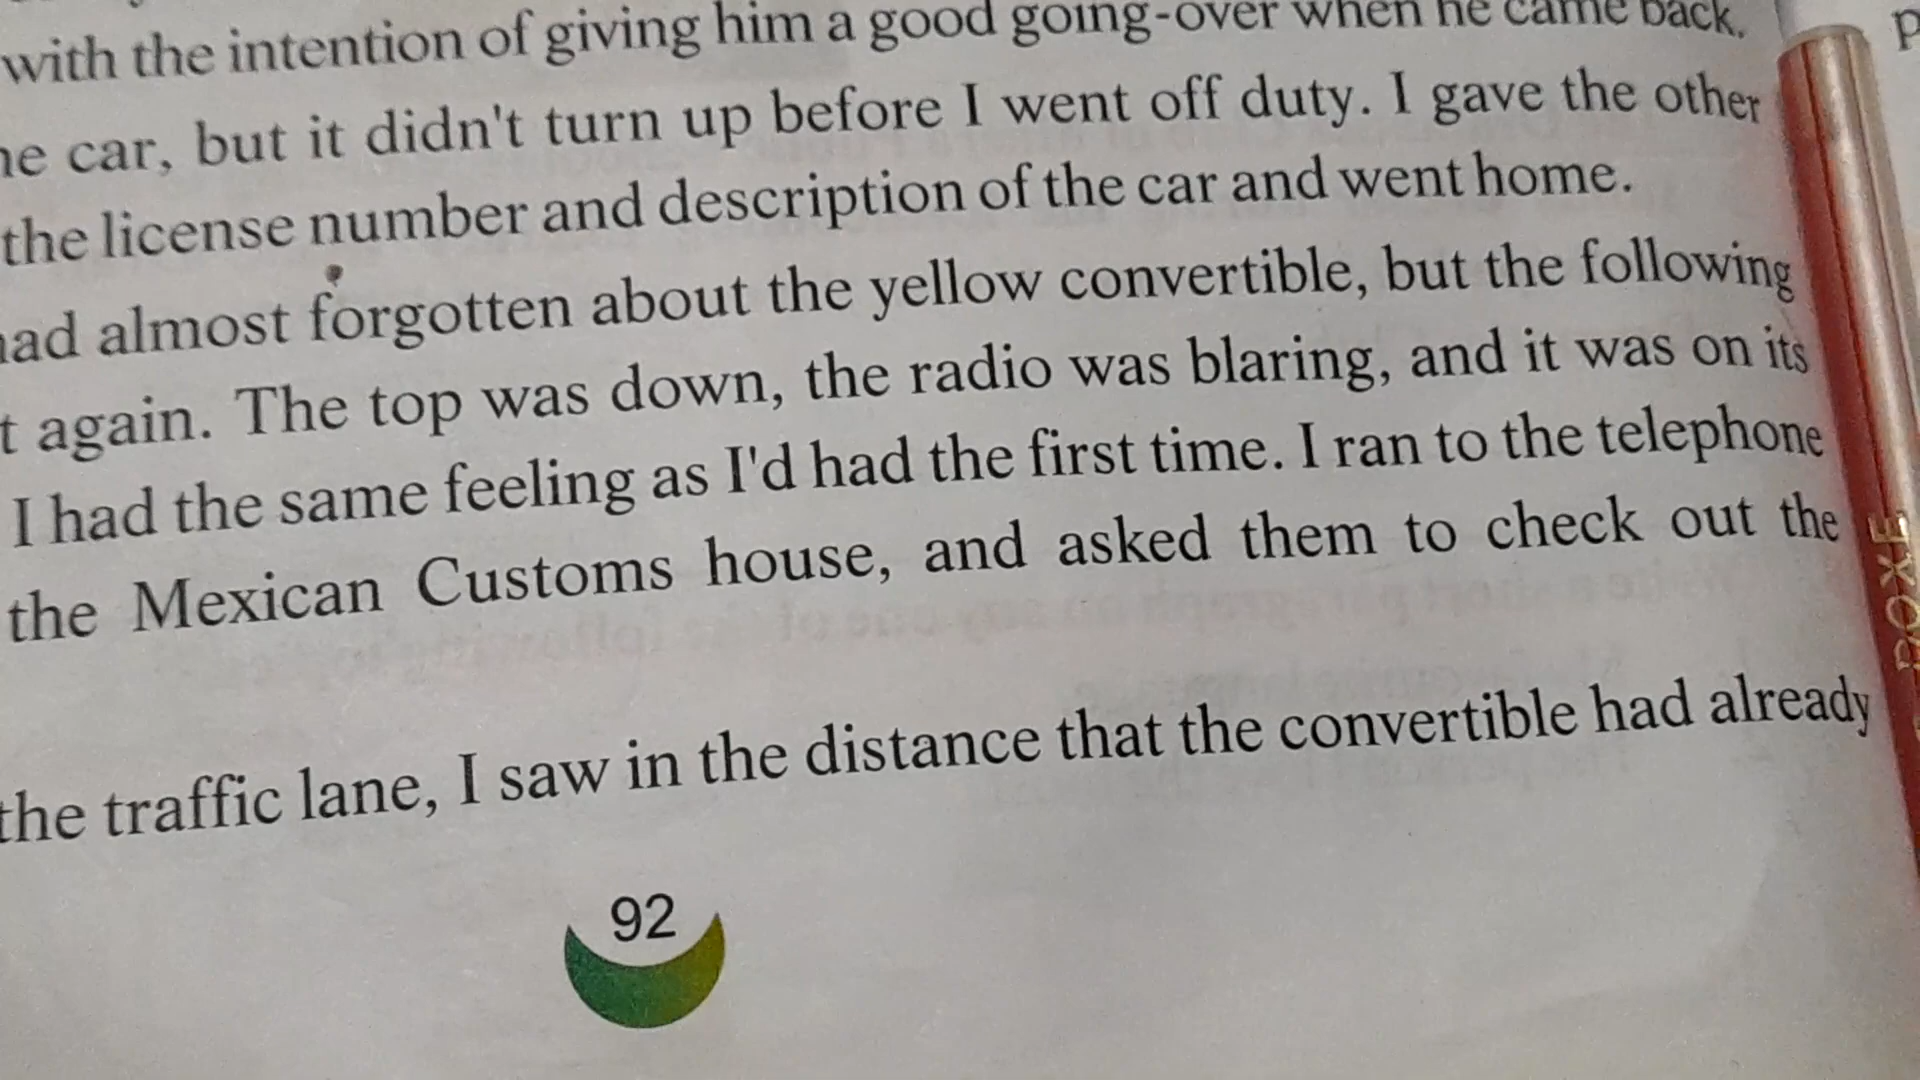 with the intention of giving him a good going-over when he came back.
car, but it didn't turn up before I went off duty. I gave the other
the license number and description of the car and went home.
almost forgotten about the yellow convertible, but the following
again. The top was down, the radio was blaring, and it was on its
I had the same feeling as I'd had the first time. I ran to the telephone
the Mexican Customs house, and asked them to check out the
the traffic lane, I saw in the distance that the convertible had already
92